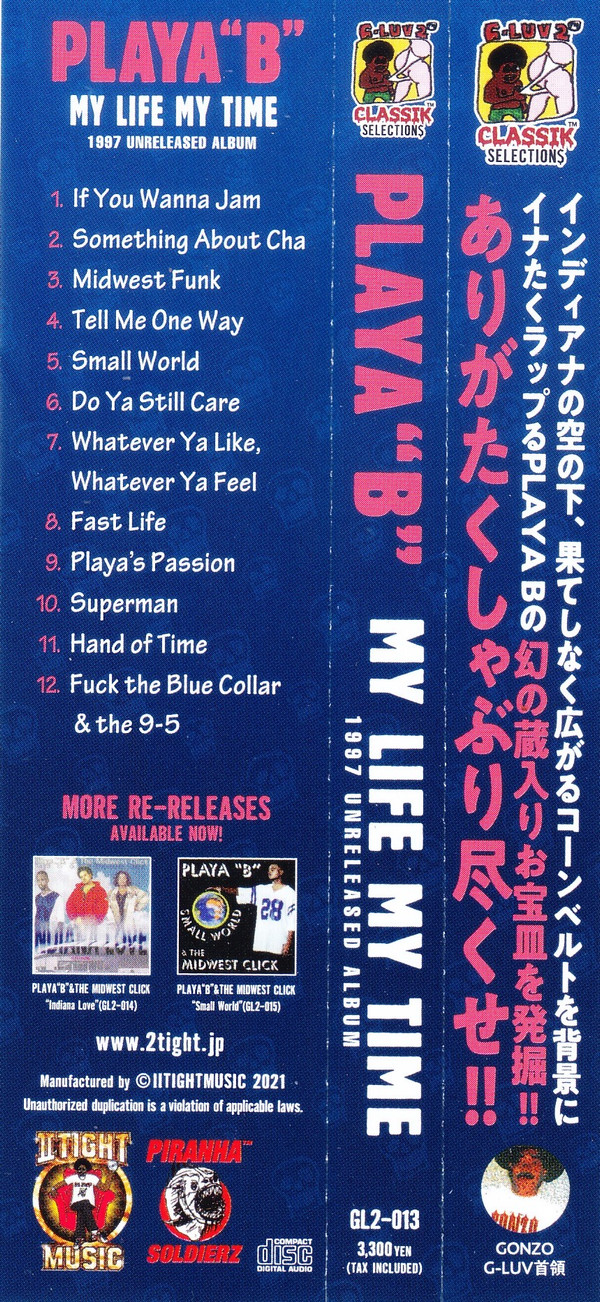 PLAYA“B”
MY LIFE MY TIME
1997 UNRELEASED ALBUM
1. If You Wanna Jam
2. Something About Cha
3. Midwest Funk
4. Tell Me One Way
5. Small World
6. Do Ya Still Care
7. Whatever Ya Like,
Whatever Ya Feel
8. Fast Life
9. Playa's Passion
10. Superman
11. Hand of Time
12. Fuck the Blue Collar
& the 9-5
MORE RE-RELEASES
AVAILABLE NOW!
The Midwest Click
PLAYA "B"
SMALL WORLD
28
& THE
MIDWEST CLICK
PLAYA"B"&THE MIDWEST CLICK
"Indiana Love"(GL2-014)
PLAYA"B"&THE MIDWEST CLICK
"Small World"(GL2-015)
www.2tight.jp
Manufactured by ©IITIGHTMUSIC 2021
Unauthorized duplication is a violation of applicable laws.
IITIGHT
MUSIC
PIRANHA™
SOLDIERZ
COMPACT
disc
DIGITAL AUDIO
G-LUV 2
CLASSIK™
SELECTION$
PLAYA“B”
MY LIFE MY TIME
1997 UNRELEASED ALBUM
GL2-013
3,300 YEN
(TAX INCLUDED)
G-LUV 2
CLASSIK™
SELECTION$
インディアナの空の下、果てしなく広がるコーンベルトを背景に
イナたくラップるPLAYA Bの幻の蔵入りお宝皿を発掘!!
ありがたくしゃぶり尽くせ!!
GONZO
G-LUV首領